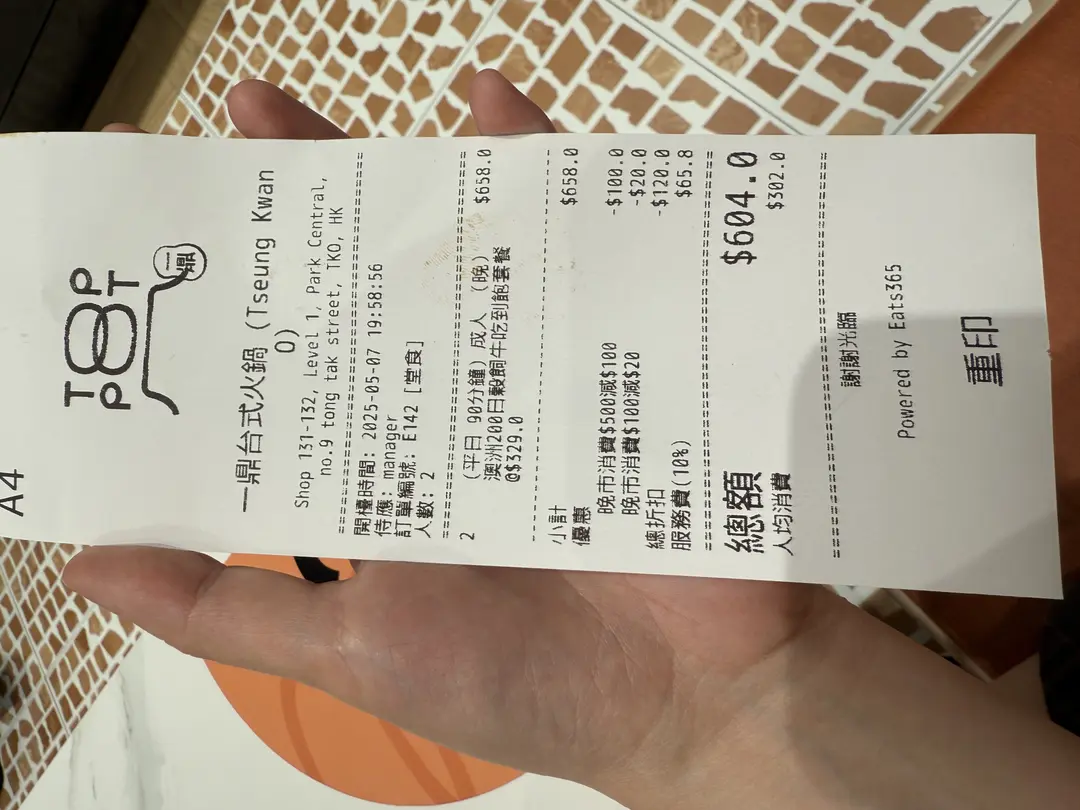 A4
TOP
POT
一鼎
一鼎台式火鍋 (Tseung Kwan
O)
Shop 131-132, Level 1, Park Central,
no.9 tong tak street, TKO, HK
開檯時間: 2025-05-07 19:58:56
侍應: manager
訂單編號: E142 [堂食]
人數: 2
2 (平日 90分鐘) 成人 (晚) $658.0
澳洲200日穀飼牛吃到飽套餐
@$329.0
小計 $658.0
優惠
晚市消費$500減$100 -$100.0
晚市消費$100減$20 -$20.0
總折扣 -$120.0
服務費(10%) $65.8
總額 $604.0
人均消費 $302.0
謝謝光臨
Powered by Eats365
重印